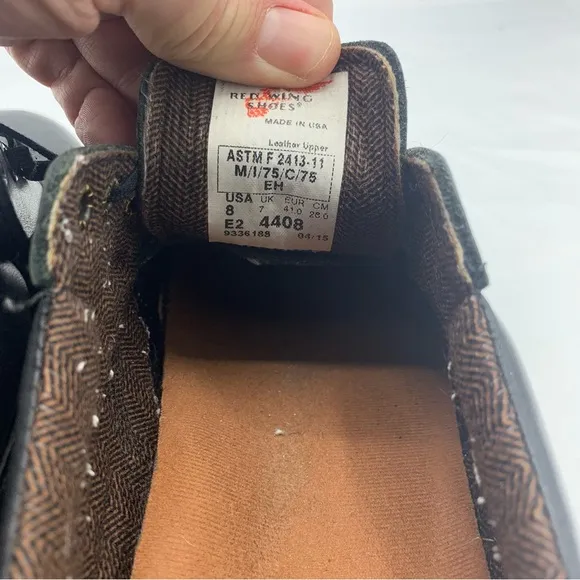 RED WING
SHOES®
MADE IN USA
Leather Upper
ASTM F 2413-11
M/I/75/C/75
EH
USA UK EUR CM
8 7 41.0 26.0
E2 4408
9336188 04-15